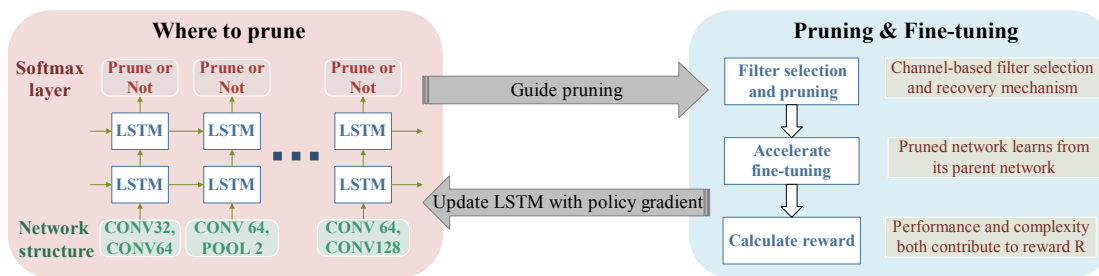 Where to prune
Softmax
layer
Prune or
Not
Prune or
Not
Prune or
Not
LSTM
LSTM
LSTM
LSTM
LSTM
LSTM
Network
structure
CONV32,
CONV64
CONV 64,
POOL 2
CONV 64,
CONV128
Guide pruning
Update LSTM with policy gradient
Pruning & Fine-tuning
Filter selection
and pruning
Channel-based filter selection
and recovery mechanism
Accelerate
fine-tuning
Pruned network learns from
its parent network
Calculate reward
Performance and complexity
both contribute to reward R